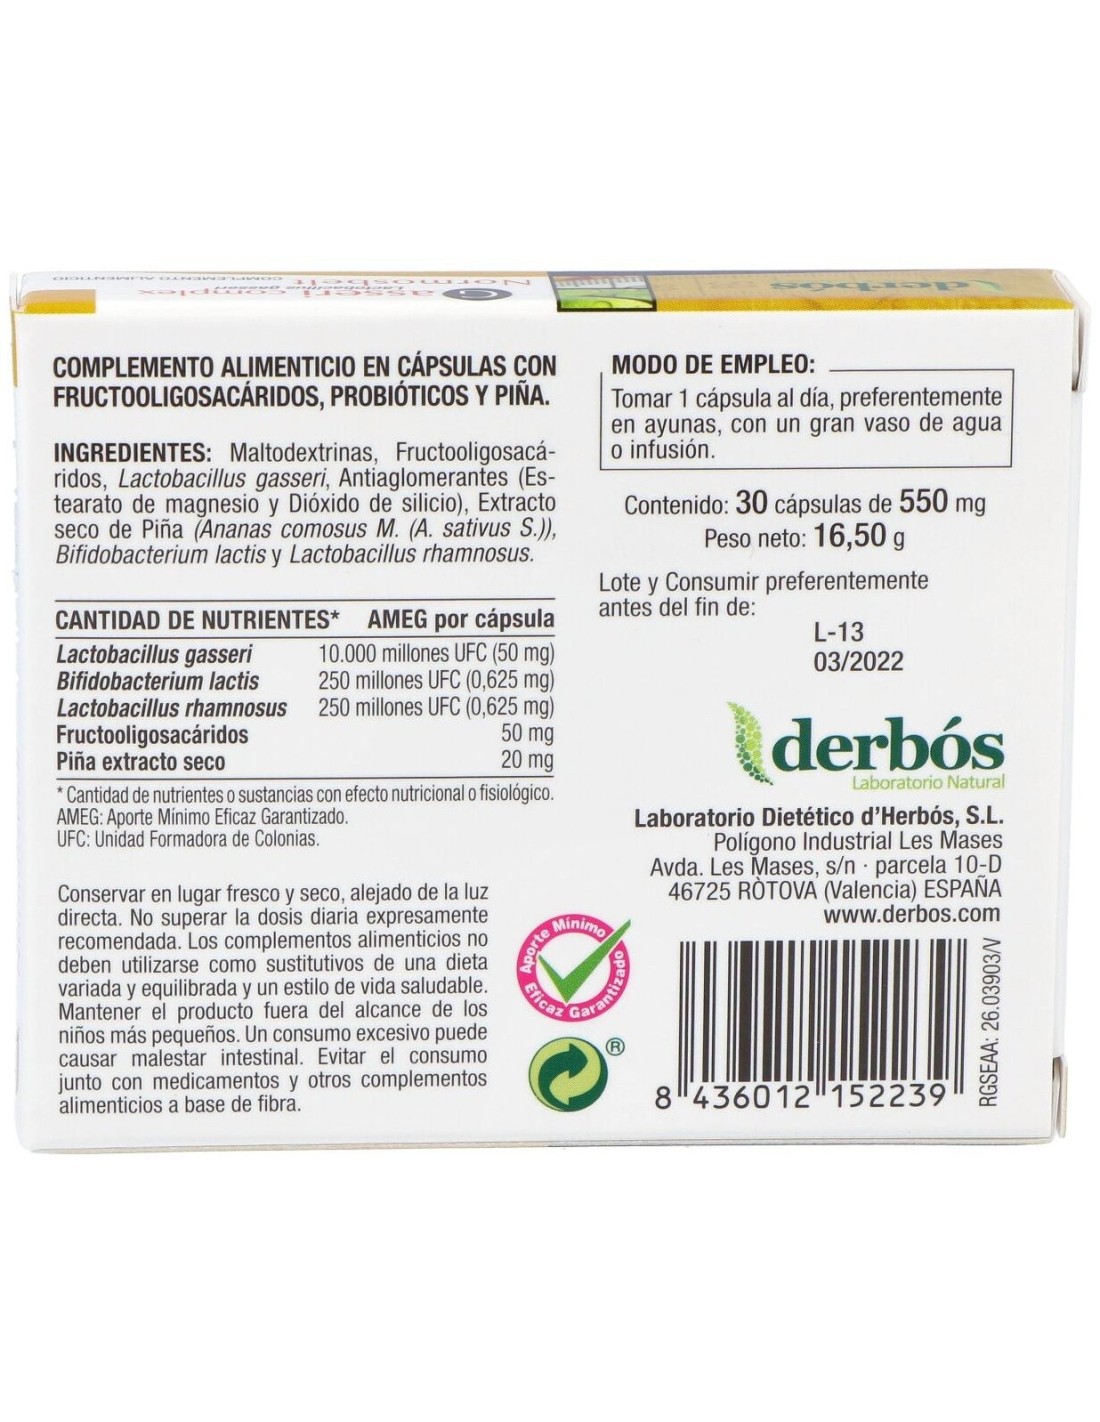 COMPLEMENTO ALIMENTICIO
Lactobacillus gasseri
Normosbelt
asseri complex
derbós
COMPLEMENTO ALIMENTICIO EN CÁPSULAS CON
FRUCTOOLIGOSACÁRIDOS, PROBIÓTICOS Y PIÑA.
INGREDIENTES: Maltodextrinas, Fructooligosacá-
ridos, Lactobacillus gasseri, Antiaglomerantes (Es-
tearato de magnesio y Dióxido de silicio), Extracto
seco de Piña (Ananas comosus M. (A. sativus S.)),
Bifidobacterium lactis y Lactobacillus rhamnosus.
CANTIDAD DE NUTRIENTES* AMEG por cápsula
Lactobacillus gasseri 10.000 millones UFC (50 mg)
Bifidobacterium lactis 250 millones UFC (0,625 mg)
Lactobacillus rhamnosus 250 millones UFC (0,625 mg)
Fructooligosacáridos 50 mg
Piña extracto seco 20 mg
* Cantidad de nutrientes o sustancias con efecto nutricional o fisiológico.
AMEG: Aporte Mínimo Eficaz Garantizado.
UFC: Unidad Formadora de Colonias.
Conservar en lugar fresco y seco, alejado de la luz
directa. No superar la dosis diaria expresamente
recomendada. Los complementos alimenticios no
deben utilizarse como sustitutivos de una dieta
variada y equilibrada y un estilo de vida saludable.
Mantener el producto fuera del alcance de los
niños más pequeños. Un consumo excesivo puede
causar malestar intestinal. Evitar el consumo
junto con medicamentos y otros complementos
alimenticios a base de fibra.
MODO DE EMPLEO:
Tomar 1 cápsula al día, preferentemente
en ayunas, con un gran vaso de agua
o infusión.
Contenido: 30 cápsulas de 550 mg
Peso neto: 16,50 g
Lote y Consumir preferentemente
antes del fin de:
L-13
03/2022
derbós
Laboratorio Natural
Laboratorio Dietético d'Herbós, S.L.
Polígono Industrial Les Mases
Avda. Les Mases, s/n · parcela 10-D
46725 RÒTOVA (Valencia) ESPAÑA
www.derbos.com
Aporte Mínimo
Eficaz Garantizado
®
8 436012 152239
RGSEAA: 26.03903/V